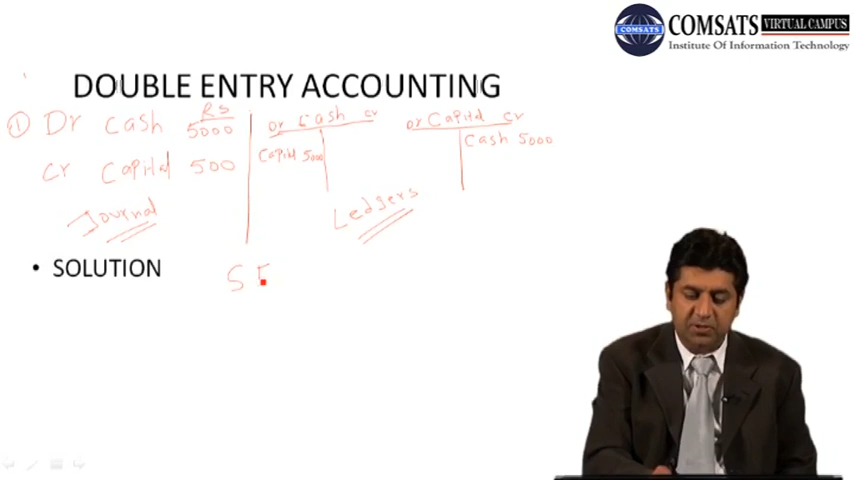 COMSATS VIRTUAL CAMPUS
COMSATS
Institute Of Information Technology
DOUBLE ENTRY ACCOUNTING
RS
① Dr Cash 5000
Cr Capital 500
Journal
Dr Cash Cr
Capital 5000
Dr Capital Cr
Cash 5000
Ledgers
• SOLUTION
S F